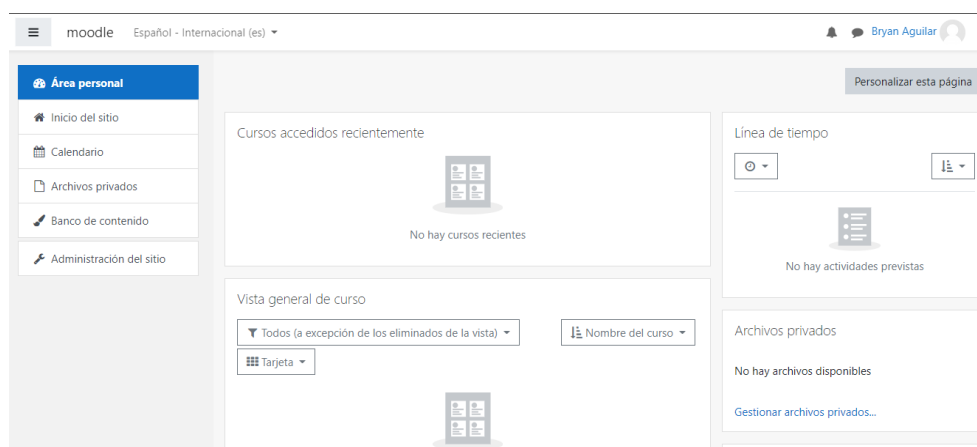 moodle Español - Internacional (es) Bryan Aguilar
Área personal
Inicio del sitio
Calendario
Archivos privados
Banco de contenido
Administración del sitio
Personalizar esta página
Cursos accedidos recientemente
No hay cursos recientes
Vista general de curso
Todos (a excepción de los eliminados de la vista) Nombre del curso
Tarjeta
Línea de tiempo
No hay actividades previstas
Archivos privados
No hay archivos disponibles
Gestionar archivos privados...